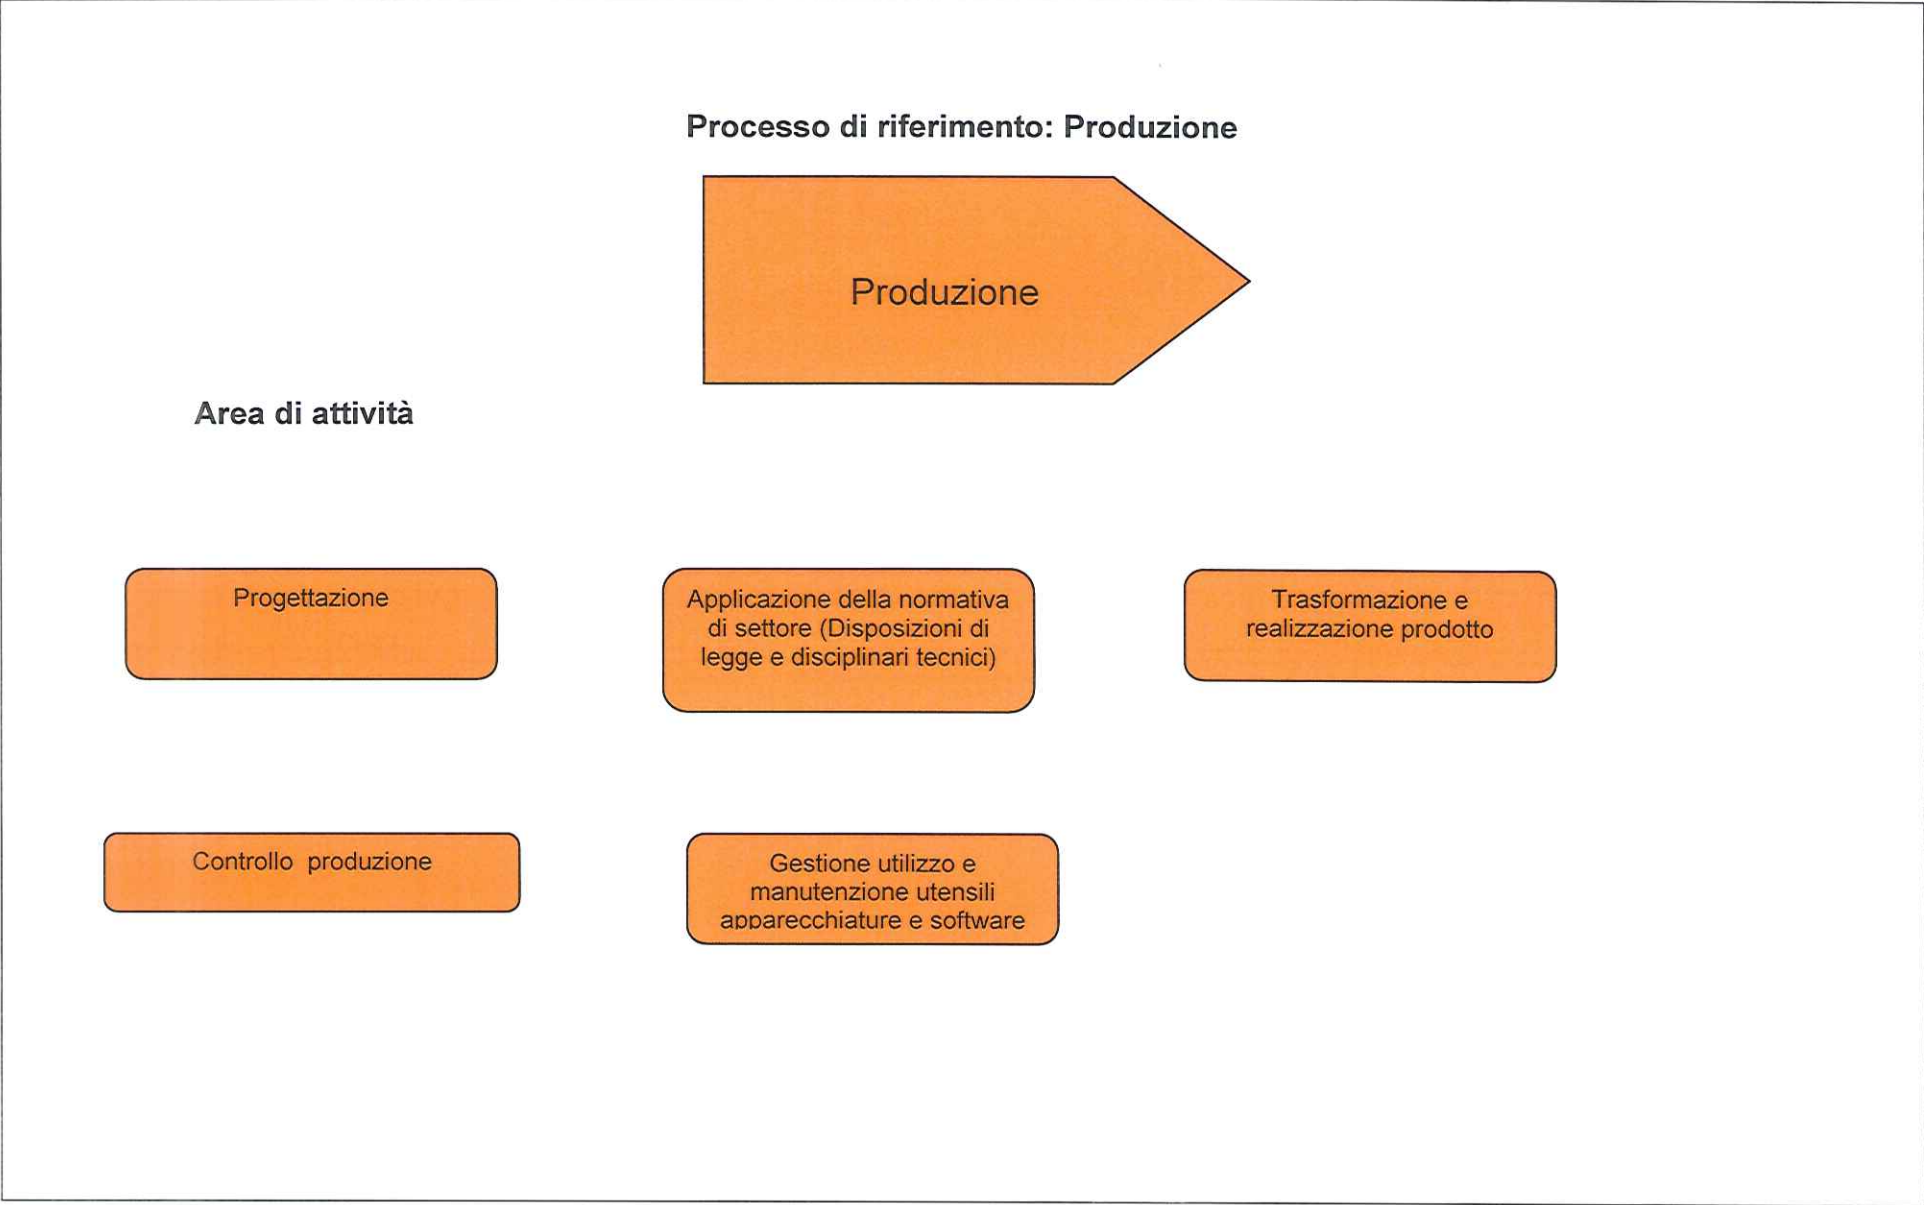 Processo di riferimento: Produzione
Produzione
Area di attività
Progettazione
Applicazione della normativa
di settore (Disposizioni di
legge e disciplinari tecnici)
Trasformazione e
realizzazione prodotto
Controllo produzione
Gestione utilizzo e
manutenzione utensili
apparecchiature e software